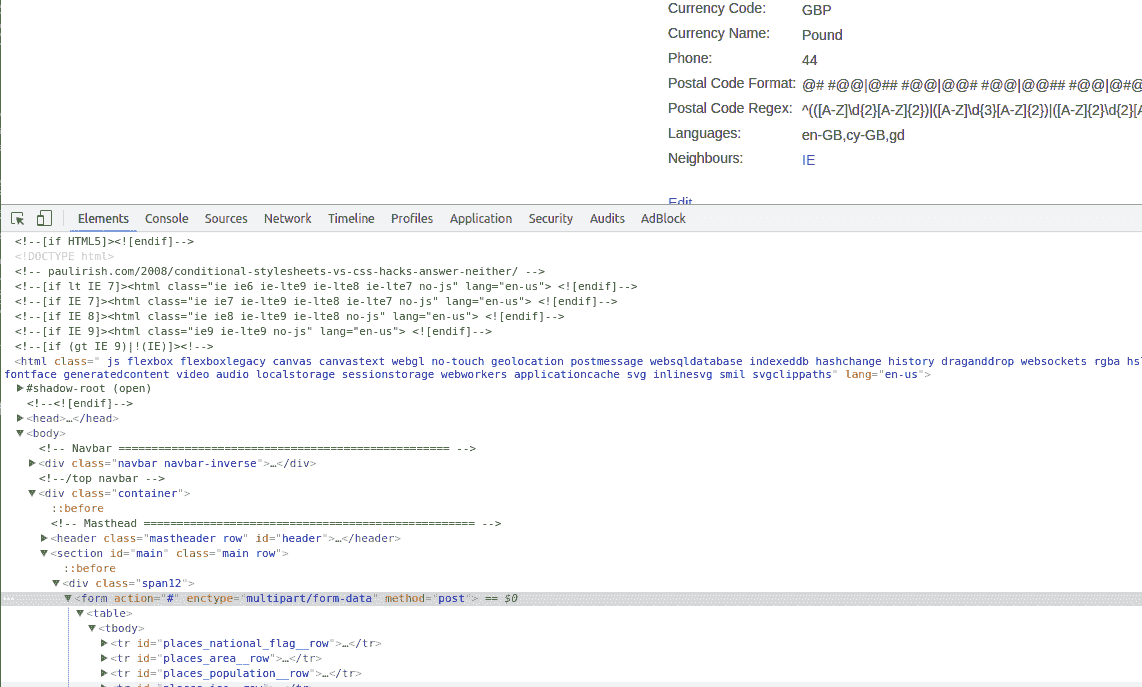 Currency Code: GBP
Currency Name: Pound
Phone: 44
Postal Code Format: @# #@@|@## #@@|@@# #@@|@@## #@@|@#@
Postal Code Regex: ^(([A-Z]\d{2}[A-Z]{2})|([A-Z]\d{3}[A-Z]{2})|([A-Z]{2}\d{2}[A
Languages: en-GB,cy-GB,gd
Neighbours: IE
Edit
Elements Console Sources Network Timeline Profiles Application Security Audits AdBlock
<!--[if HTML5]><![endif]-->
<!DOCTYPE html>
<!-- paulirish.com/2008/conditional-stylesheets-vs-css-hacks-answer-neither/ -->
<!--[if lt IE 7]><html class="ie ie6 ie-lte9 ie-lte8 ie-lte7 no-js" lang="en-us"> <![endif]-->
<!--[if IE 7]><html class="ie ie7 ie-lte9 ie-lte8 ie-lte7 no-js" lang="en-us"> <![endif]-->
<!--[if IE 8]><html class="ie ie8 ie-lte9 ie-lte8 no-js" lang="en-us"> <![endif]-->
<!--[if IE 9]><html class="ie9 ie-lte9 no-js" lang="en-us"> <![endif]-->
<!--[if (gt IE 9)|!(IE)]><!-->
<html class=" js flexbox flexboxlegacy canvas canvastext webgl no-touch geolocation postmessage websqldatabase indexeddb hashchange history draganddrop websockets rgba hsl
fontface generatedcontent video audio localstorage sessionstorage webworkers applicationcache svg inlinesvg smil svgclippaths" lang="en-us">
#shadow-root (open)
<!--<![endif]-->
<head>…</head>
<body>
<!-- Navbar ================================================== -->
<div class="navbar navbar-inverse">…</div>
<!--/top navbar -->
<div class="container">
::before
<!-- Masthead ================================================== -->
<header class="mastheader row" id="header">…</header>
<section id="main" class="main row">
::before
<div class="span12">
<form action="#" enctype="multipart/form-data" method="post"> == $0
<table>
<tbody>
<tr id="places_national_flag__row">…</tr>
<tr id="places_area__row">…</tr>
<tr id="places_population__row">…</tr>